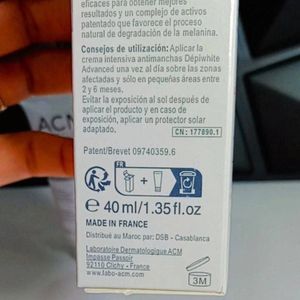 eficaces para obtener mejores
resultados y un complejo de activos
patentado que favorece el proceso
natural de degradación de la melanina.
Consejos de utilización: Aplicar la
crema intensiva antimanchas Dépiwhite
Advanced una vez al día sobre las zonas
afectadas y sólo en pequeñas áreas entre
2 y 6 meses.
Evitar la exposición al sol después de
aplicar el producto y en caso de
exposición, aplicar un protector solar
adaptado.
CN : 177890.1
ACM
Patent/Brevet 09740359.6
FR
+
e 40 ml/1.35 fl.oz
MADE IN FRANCE
Distribué au Maroc par: DSB - Casablanca
Laboratoire Dermatologique ACM
Impasse Passoir
92110 Clichy - France
www.labo-acm.com
3M